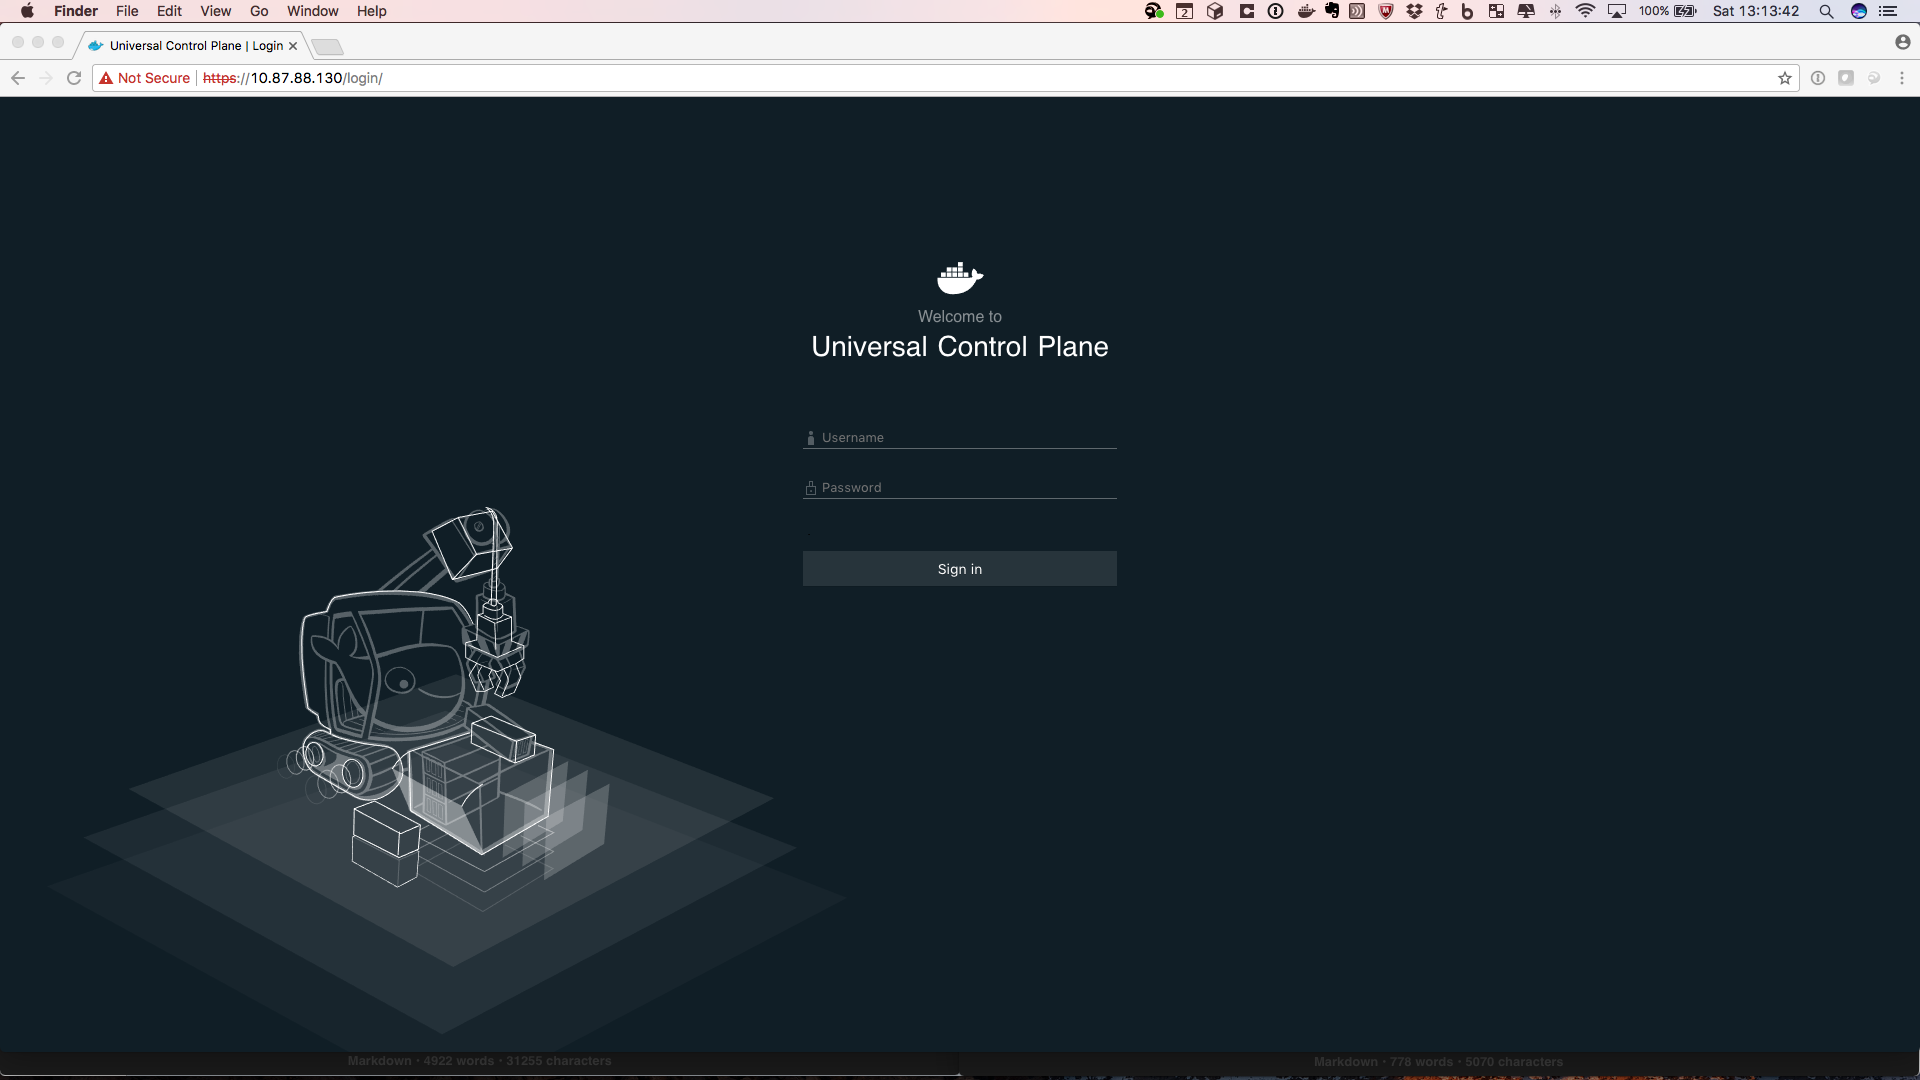 Finder File Edit View Go Window Help
2
100%
Sat 13:13:42
Universal Control Plane | Login
Not Secure
https://10.87.88.130/login/
Welcome to
Universal Control Plane
Username
Password
Sign in
Markdown • 4922 words • 31255 characters
Markdown • 778 words • 5070 characters